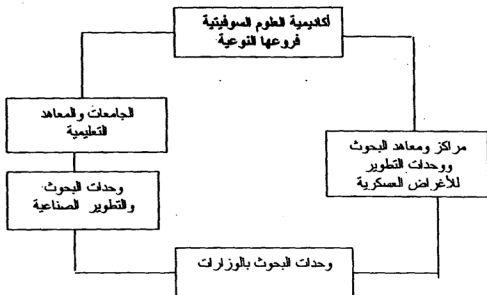 أكاديمية العلوم السوفيتية
فروعها النوعية
الجامعات والمعاهد
التعليمية
مراكز ومعاهد البحوث
ووحدات التطوير
للأغراض العسكرية
وحدات البحوث
والتطوير الصناعية
وحدات البحوث بالوزارات